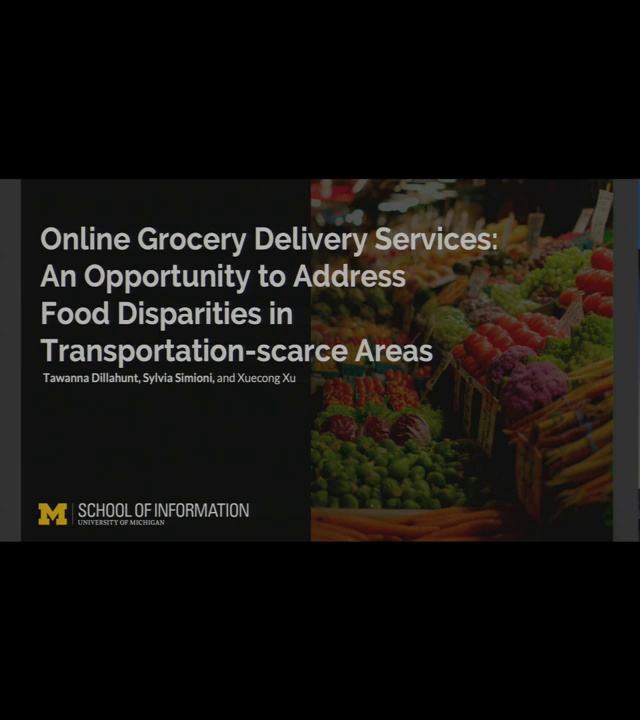 Online Grocery Delivery Services:
An Opportunity to Address
Food Disparities in
Transportation-scarce Areas
Tawanna Dillahunt, Sylvia Simioni, and Xuecong Xu
M SCHOOL OF INFORMATION
UNIVERSITY OF MICHIGAN